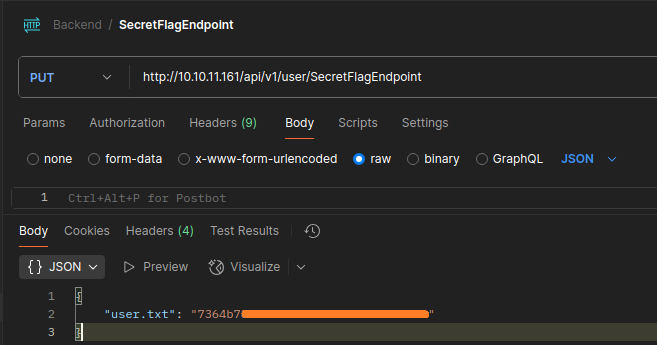 HTTP Backend / SecretFlagEndpoint
PUT http://10.10.11.161/api/v1/user/SecretFlagEndpoint
Params Authorization Headers (9) Body Scripts Settings
none form-data x-www-form-urlencoded raw binary GraphQL JSON
1 Ctrl+Alt+P for Postbot
Body Cookies Headers (4) Test Results
{} JSON Preview Visualize
1 {
2 "user.txt": "7364b7"
3 }